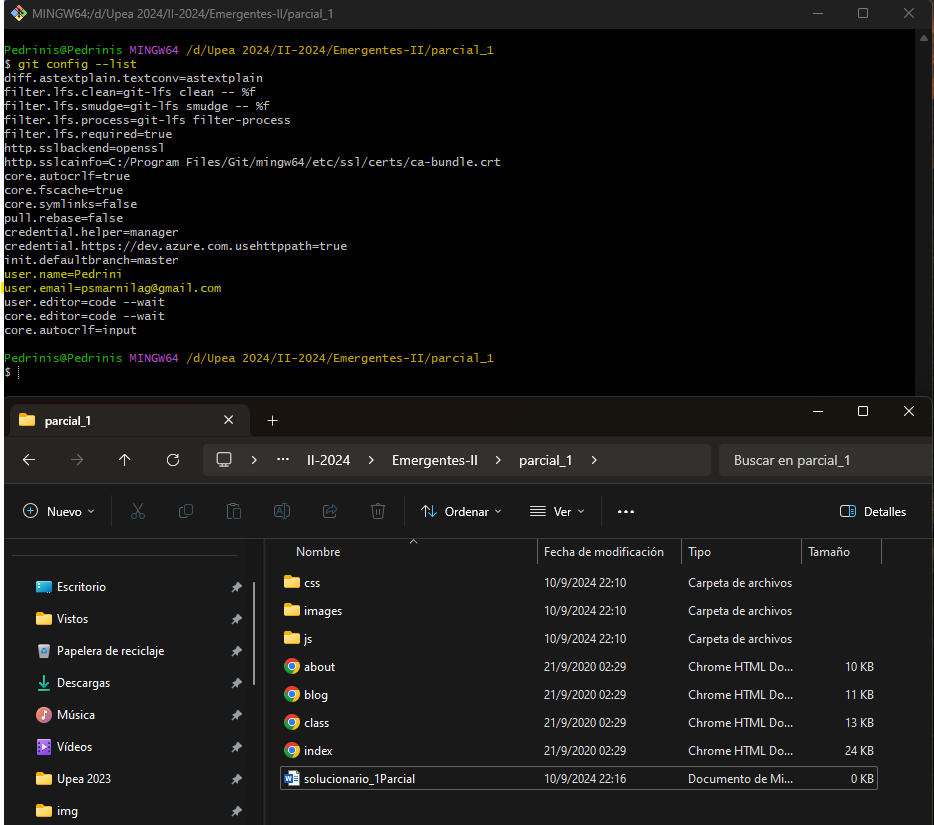 MINGW64:/d/Upea 2024/II-2024/Emergentes-II/parcial_1
Pedrinis@Pedrinis MINGW64 /d/Upea 2024/II-2024/Emergentes-II/parcial_1
$ git config --list
diff.astextplain.textconv=astextplain
filter.lfs.clean=git-lfs clean -- %f
filter.lfs.smudge=git-lfs smudge -- %f
filter.lfs.process=git-lfs filter-process
filter.lfs.required=true
http.sslbackend=openssl
http.sslcainfo=C:/Program Files/Git/mingw64/etc/ssl/certs/ca-bundle.crt
core.autocrlf=true
core.fscache=true
core.symlinks=false
pull.rebase=false
credential.helper=manager
credential.https://dev.azure.com.usehttppath=true
init.defaultbranch=master
user.name=Pedrini
user.email=psmarnilag@gmail.com
user.editor=code --wait
core.editor=code --wait
core.autocrlf=input
Pedrinis@Pedrinis MINGW64 /d/Upea 2024/II-2024/Emergentes-II/parcial_1
$
parcial_1
... II-2024 > Emergentes-II > parcial_1 > Buscar en parcial_1
Nuevo Ordenar Ver ... Detalles
Nombre Fecha de modificación Tipo Tamaño
Escritorio
Vistos
Papelera de reciclaje
Descargas
Música
Vídeos
Upea 2023
img
css 10/9/2024 22:10 Carpeta de archivos
images 10/9/2024 22:10 Carpeta de archivos
js 10/9/2024 22:10 Carpeta de archivos
about 21/9/2020 02:29 Chrome HTML Do... 10 KB
blog 21/9/2020 02:29 Chrome HTML Do... 11 KB
class 21/9/2020 02:29 Chrome HTML Do... 13 KB
index 21/9/2020 02:29 Chrome HTML Do... 24 KB
solucionario_1Parcial 10/9/2024 22:16 Documento de Mi... 0 KB